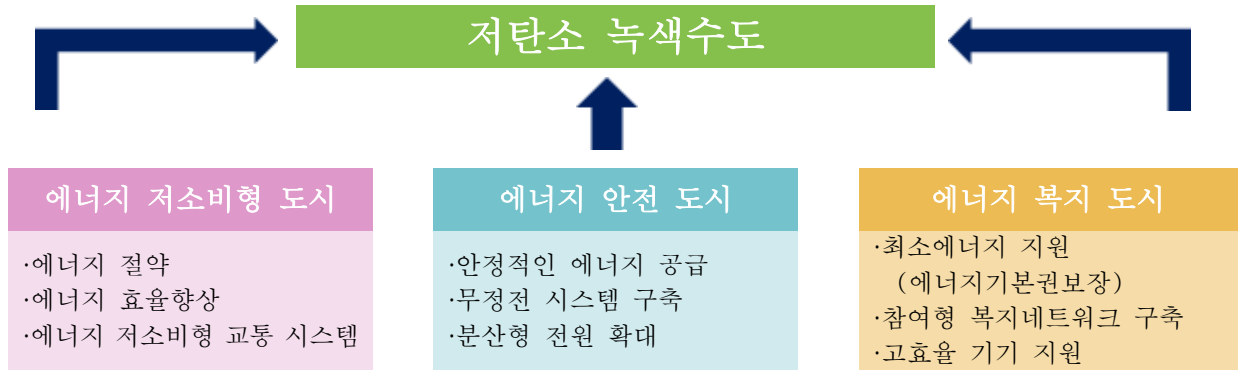 저탄소 녹색수도
에너지 저소비형 도시
·에너지 절약
·에너지 효율향상
·에너지 저소비형 교통 시스템
에너지 안전 도시
·안정적인 에너지 공급
·무정전 시스템 구축
·분산형 전원 확대
에너지 복지 도시
·최소에너지 지원
(에너지기본권보장)
·참여형 복지네트워크 구축
·고효율 기기 지원